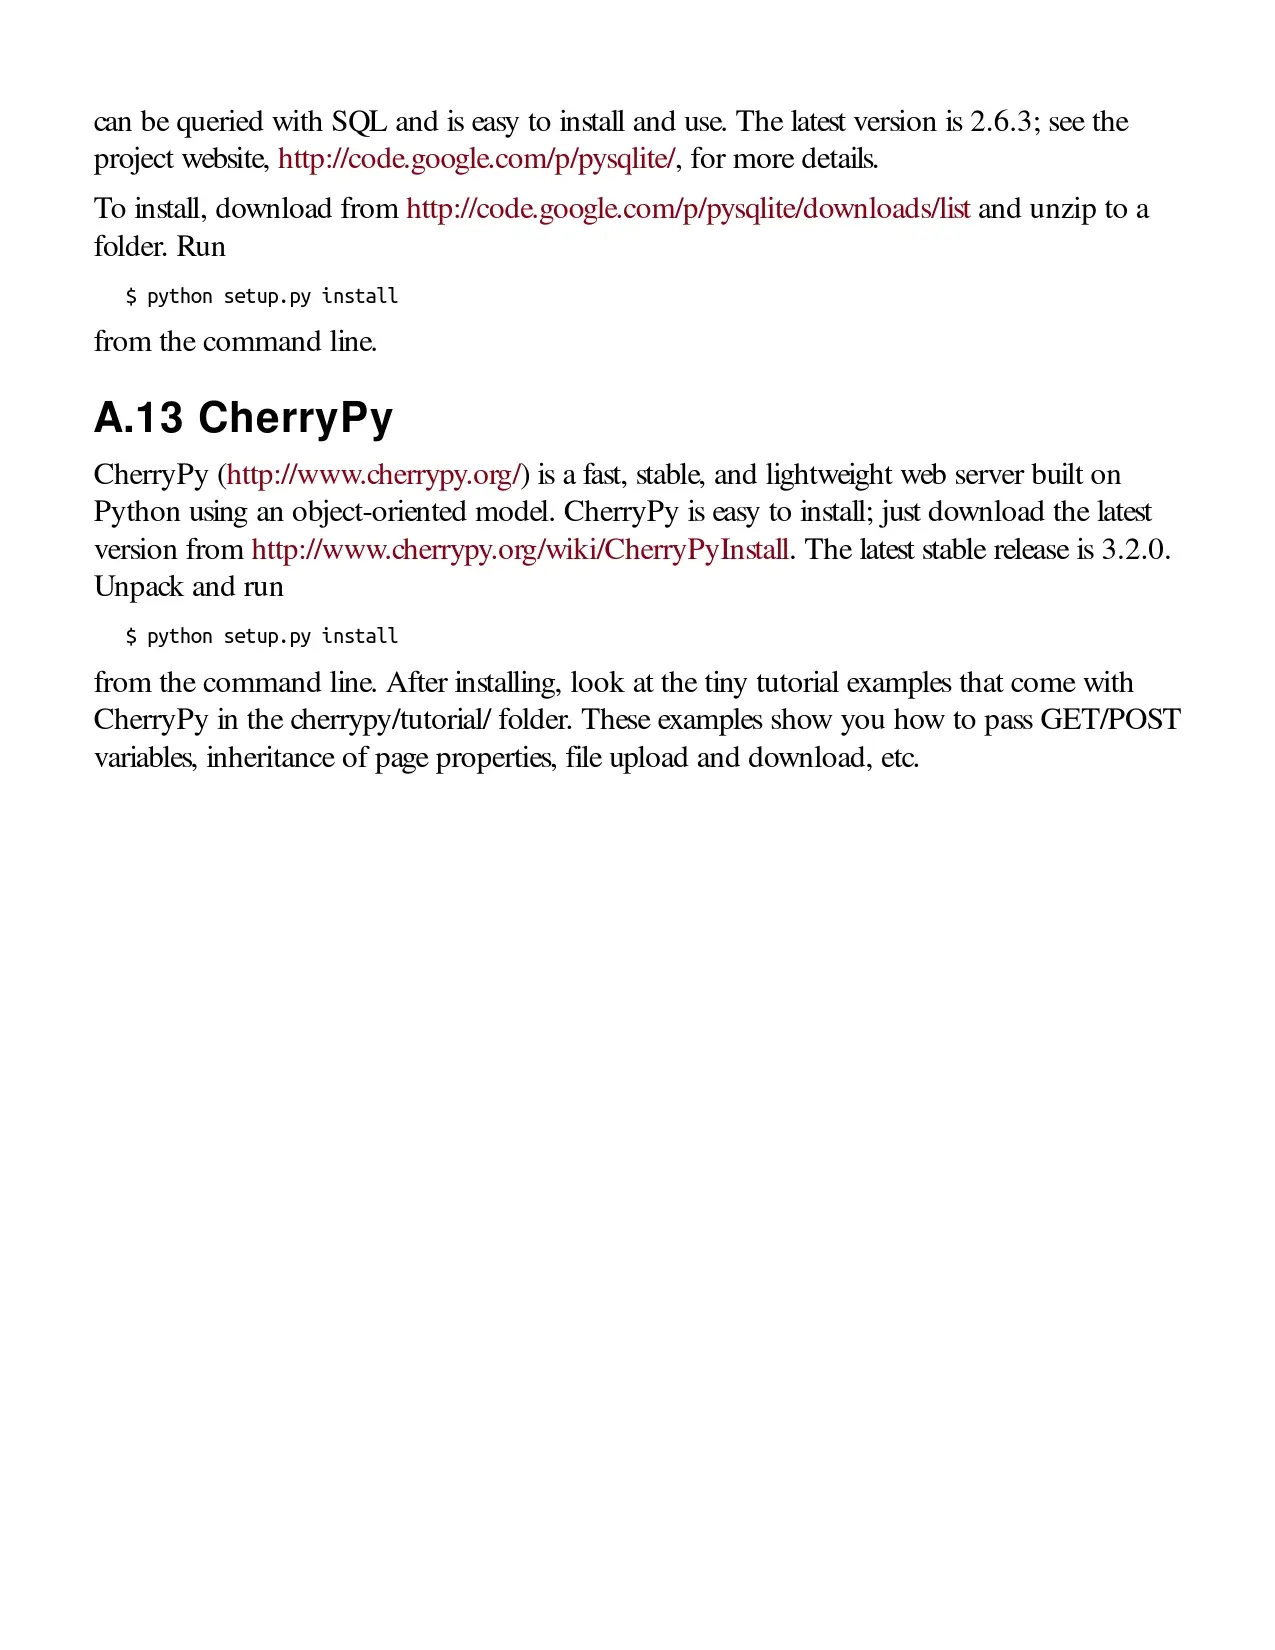 can be queried with SQL and is easy to install and use. The latest version is 2.6.3; see the
project website, http://code.google.com/p/pysqlite/, for more details.
To install, download from http://code.google.com/p/pysqlite/downloads/list and unzip to a
folder. Run
$ python setup.py install
from the command line.
A.13 CherryPy
CherryPy (http://www.cherrypy.org/) is a fast, stable, and lightweight web server built on
Python using an object-oriented model. CherryPy is easy to install; just download the latest
version from http://www.cherrypy.org/wiki/CherryPyInstall. The latest stable release is 3.2.0.
Unpack and run
$ python setup.py install
from the command line. After installing, look at the tiny tutorial examples that come with
CherryPy in the cherrypy/tutorial/ folder. These examples show you how to pass GET/POST
variables, inheritance of page properties, file upload and download, etc.